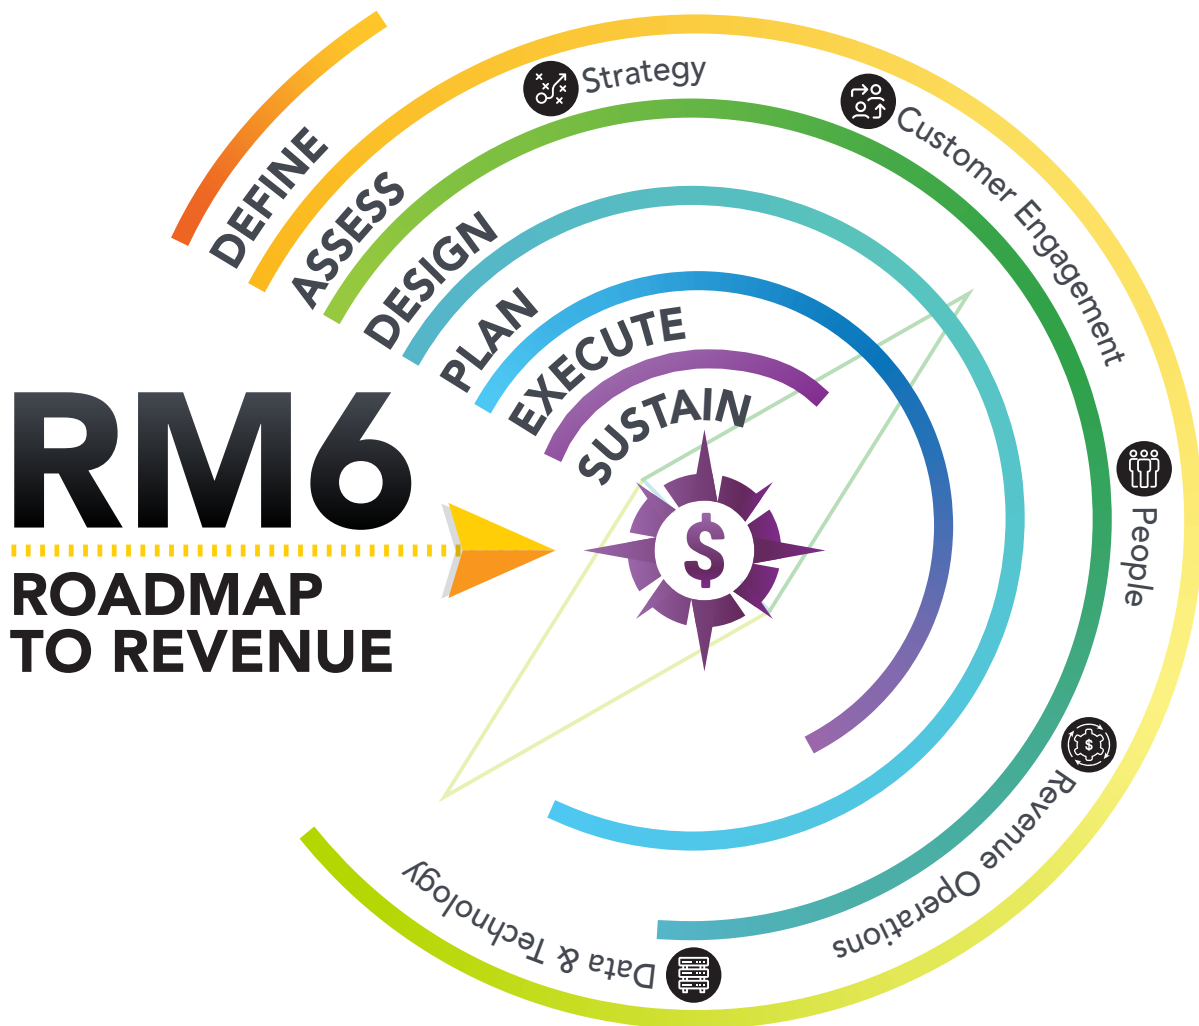 DEFINE
ASSESS
DESIGN
PLAN
EXECUTE
SUSTAIN
Strategy
Customer Engagement
People
Revenue Operations
Data & Technology
RM6
ROADMAP
TO REVENUE
$
$